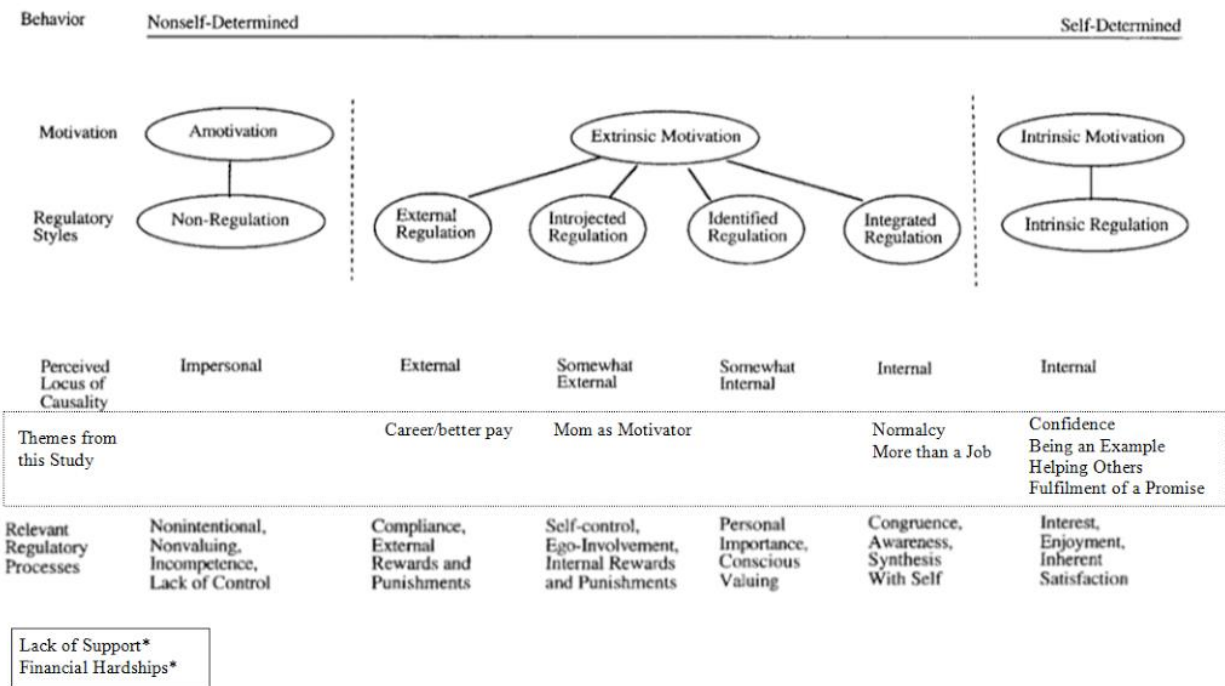 Behavior Nonself-Determined Self-Determined
Motivation Amotivation Extrinsic Motivation Intrinsic Motivation
Regulatory
Styles
Non-Regulation
External
Regulation
Introjected
Regulation
Identified
Regulation
Integrated
Regulation
Intrinsic Regulation
Perceived
Locus of
Causality
Impersonal
External
Somewhat
External
Somewhat
Internal
Internal
Internal
Themes from
this Study
Career/better pay
Mom as Motivator
Normalcy
More than a Job
Confidence
Being an Example
Helping Others
Fulfilment of a Promise
Relevant
Regulatory
Processes
Nonintentional,
Nonvaluing,
Incompetence,
Lack of Control
Compliance,
External
Rewards and
Punishments
Self-control,
Ego-Involvement,
Internal Rewards
and Punishments
Personal
Importance,
Conscious
Valuing
Congruence,
Awareness,
Synthesis
With Self
Interest,
Enjoyment,
Inherent
Satisfaction
Lack of Support*
Financial Hardships*